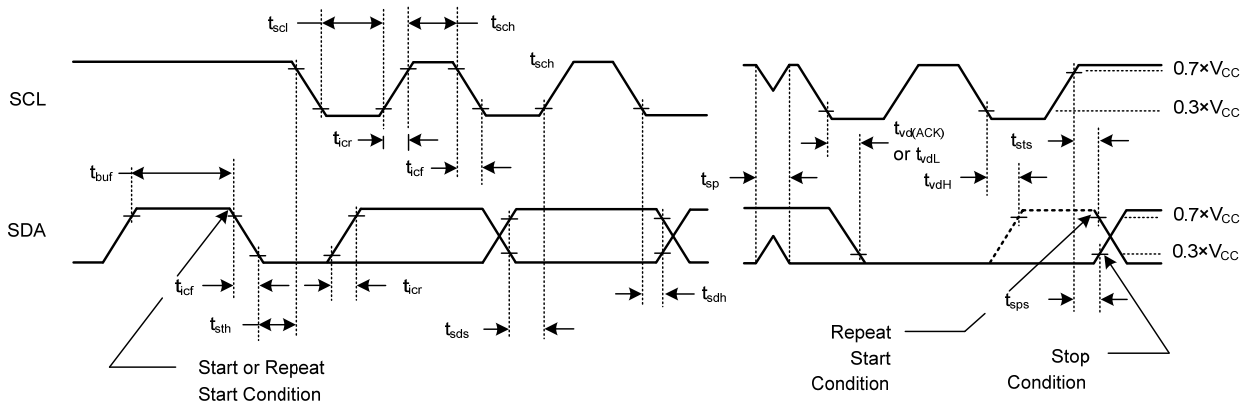 tscl
tsch
tsch
0.7×VCC
SCL
0.3×VCC
ticr
tvd(ACK)
or tvdL
tsts
tbuf
ticf
tsp
tvdH
SDA
0.7×VCC
0.3×VCC
ticf
ticr
tsdh
tsth
tsds
tsps
Repeat
Start
Condition
Stop
Condition
Start or Repeat
Start Condition